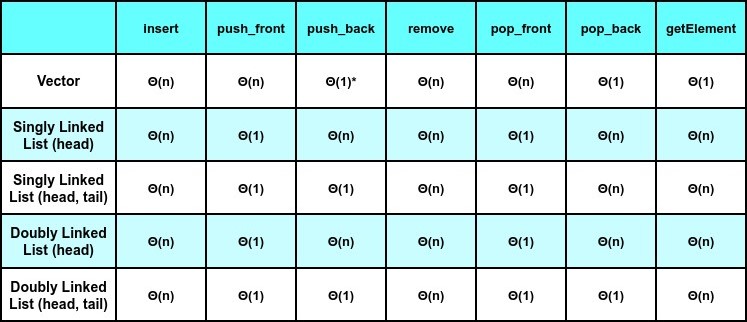 insert push_front push_back remove pop_front pop_back getElement
Vector Θ(n) Θ(n) Θ(1)* Θ(n) Θ(n) Θ(1) Θ(1)
Singly Linked
List (head) Θ(n) Θ(1) Θ(n) Θ(n) Θ(1) Θ(n) Θ(n)
Singly Linked
List (head, tail) Θ(n) Θ(1) Θ(1) Θ(n) Θ(1) Θ(n) Θ(n)
Doubly Linked
List (head) Θ(n) Θ(1) Θ(n) Θ(n) Θ(1) Θ(n) Θ(n)
Doubly Linked
List (head, tail) Θ(n) Θ(1) Θ(1) Θ(n) Θ(1) Θ(1) Θ(n)